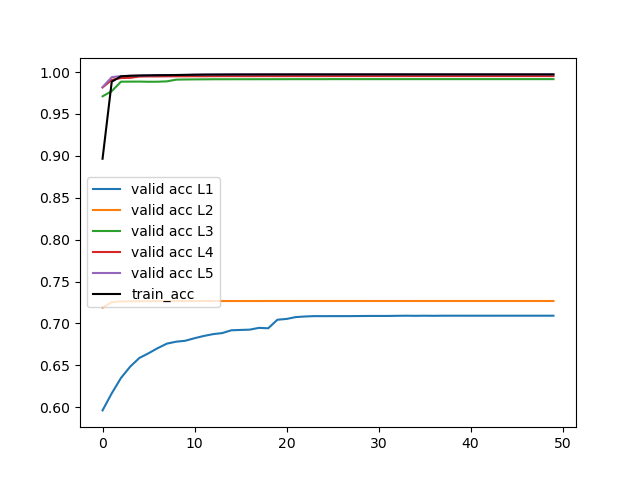 1.00
0.95
0.90
0.85
0.80
0.75
0.70
0.65
0.60
valid acc L1
valid acc L2
valid acc L3
valid acc L4
valid acc L5
train_acc
0 10 20 30 40 50